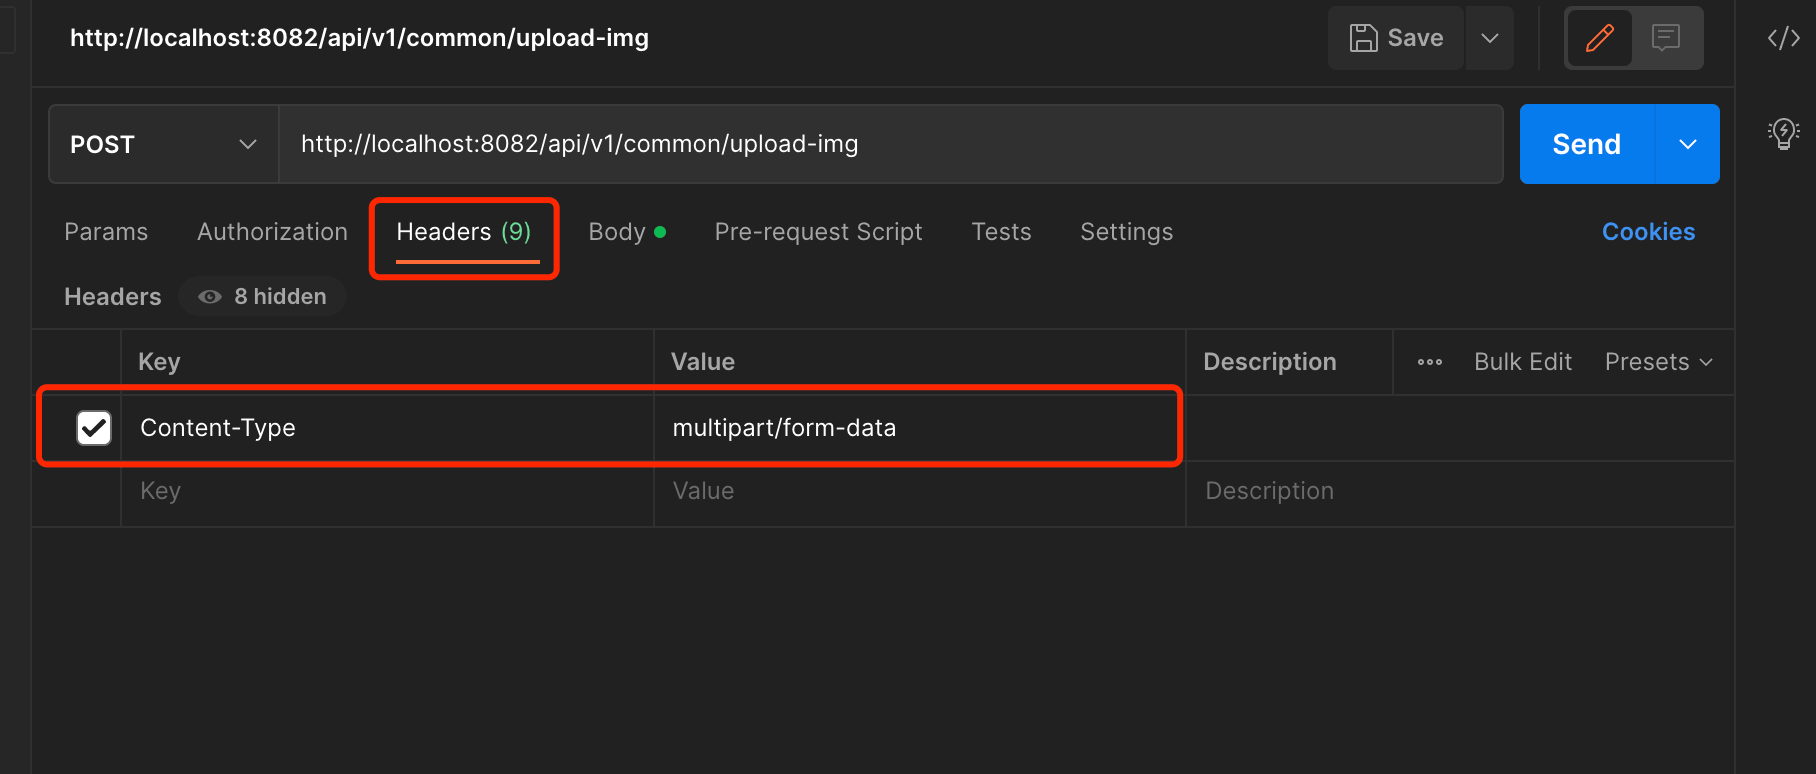 http://localhost:8082/api/v1/common/upload-img Save
POST http://localhost:8082/api/v1/common/upload-img Send
Params Authorization Headers (9) Body Pre-request Script Tests Settings Cookies
Headers 8 hidden
Key Value Description Bulk Edit Presets
Content-Type multipart/form-data
Key Value Description